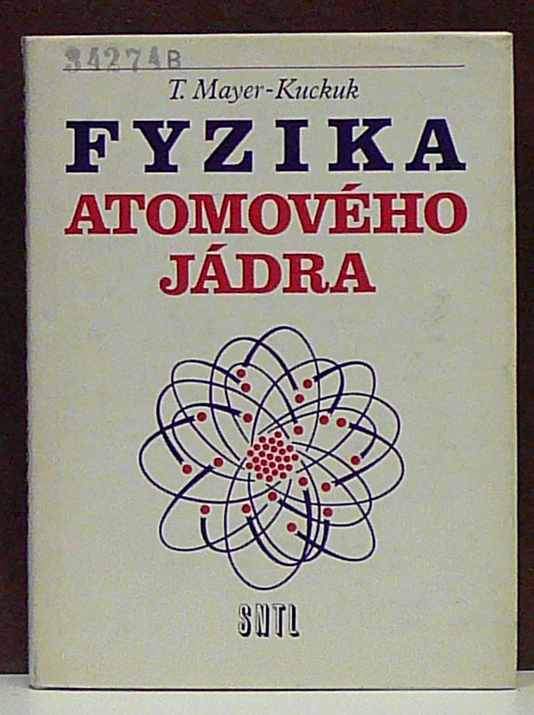 34274B
T. Mayer-Kuckuk
FYZIKA
ATOMOVÉHO
JÁDRA
SNTL